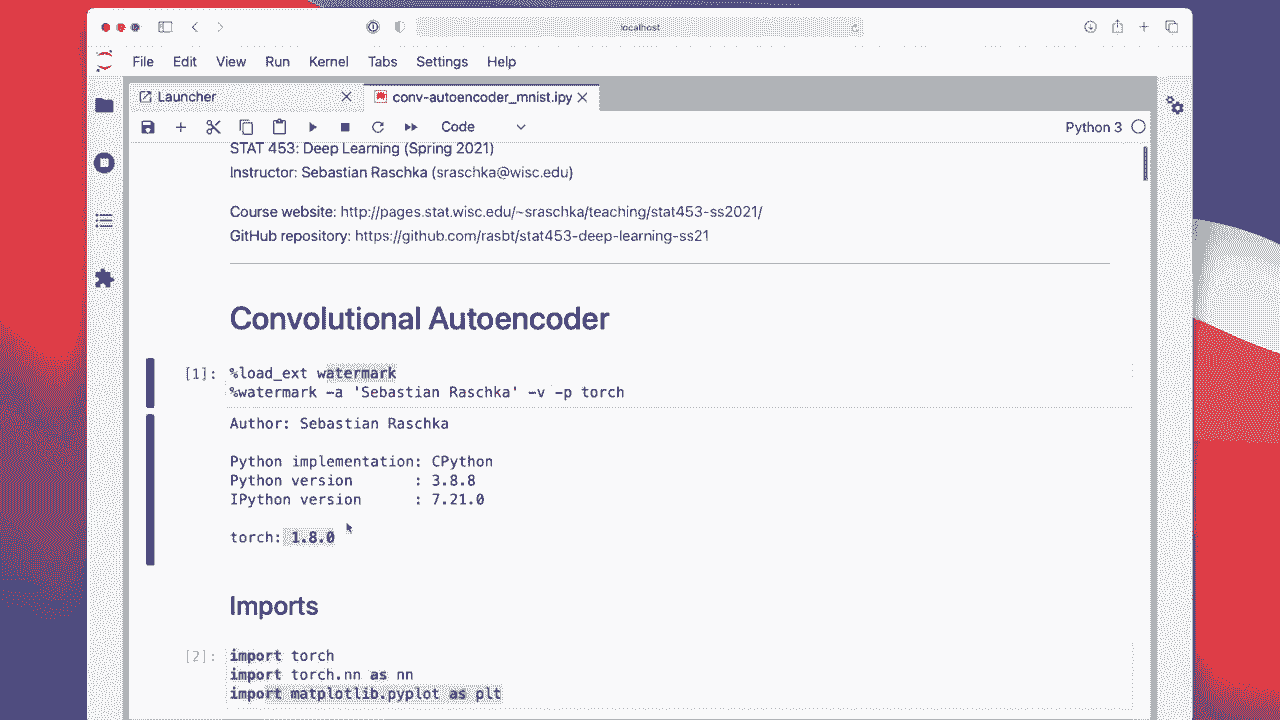 localhost
File Edit View Run Kernel Tabs Settings Help
Launcher conv-autoencoder_mnist.ipy
Code Python 3
STAT 453: Deep Learning (Spring 2021)
Instructor: Sebastian Raschka (sraschka@wisc.edu)
Course website: http://pages.stat.wisc.edu/~sraschka/teaching/stat453-ss2021/
GitHub repository: https://github.com/rasbt/stat453-deep-learning-ss21
Convolutional Autoencoder
[1]: %load_ext watermark
%watermark -a 'Sebastian Raschka' -v -p torch
Author: Sebastian Raschka
Python implementation: CPython
Python version : 3.8.8
IPython version : 7.21.0
torch: 1.8.0
Imports
[2]: import torch
import torch.nn as nn
import matplotlib.pyplot as plt